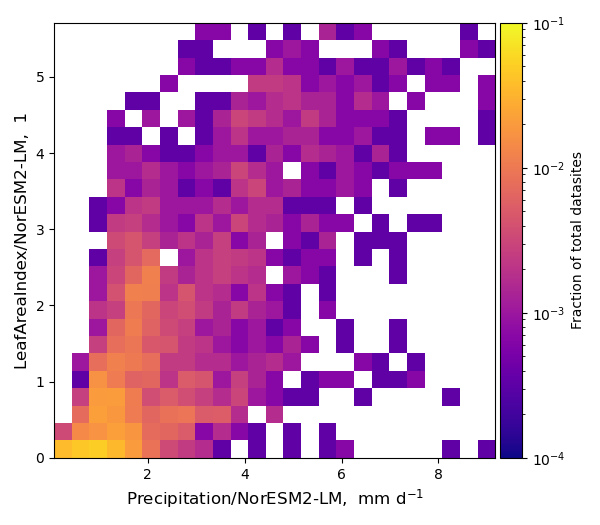 10⁻¹
10⁻²
10⁻³
10⁻⁴
Fraction of total datasites
5
4
3
2
1
0
LeafAreaIndex/NorESM2-LM, 1
2 4 6 8
Precipitation/NorESM2-LM, mm d⁻¹